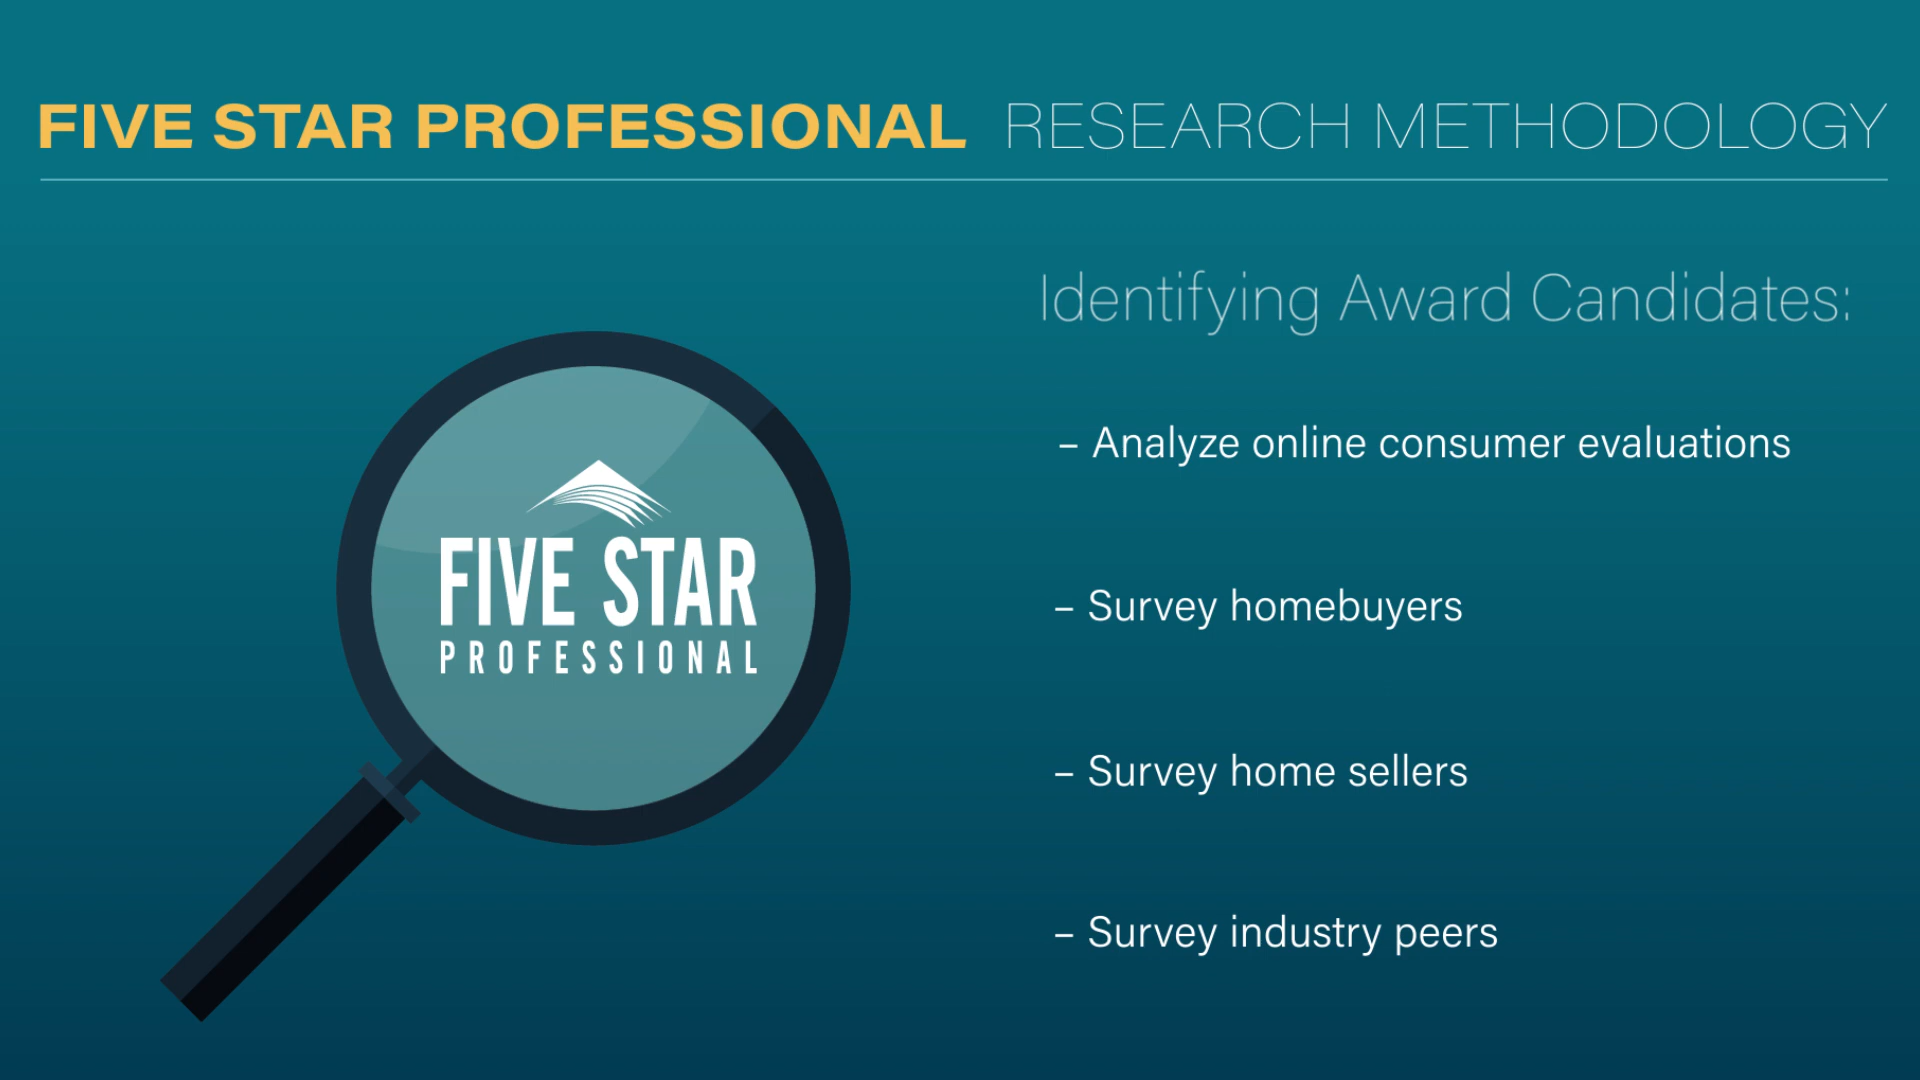 FIVE STAR PROFESSIONAL RESEARCH METHODOLOGY
FIVE STAR
PROFESSIONAL
Identifying Award Candidates:
– Analyze online consumer evaluations
– Survey homebuyers
– Survey home sellers
– Survey industry peers